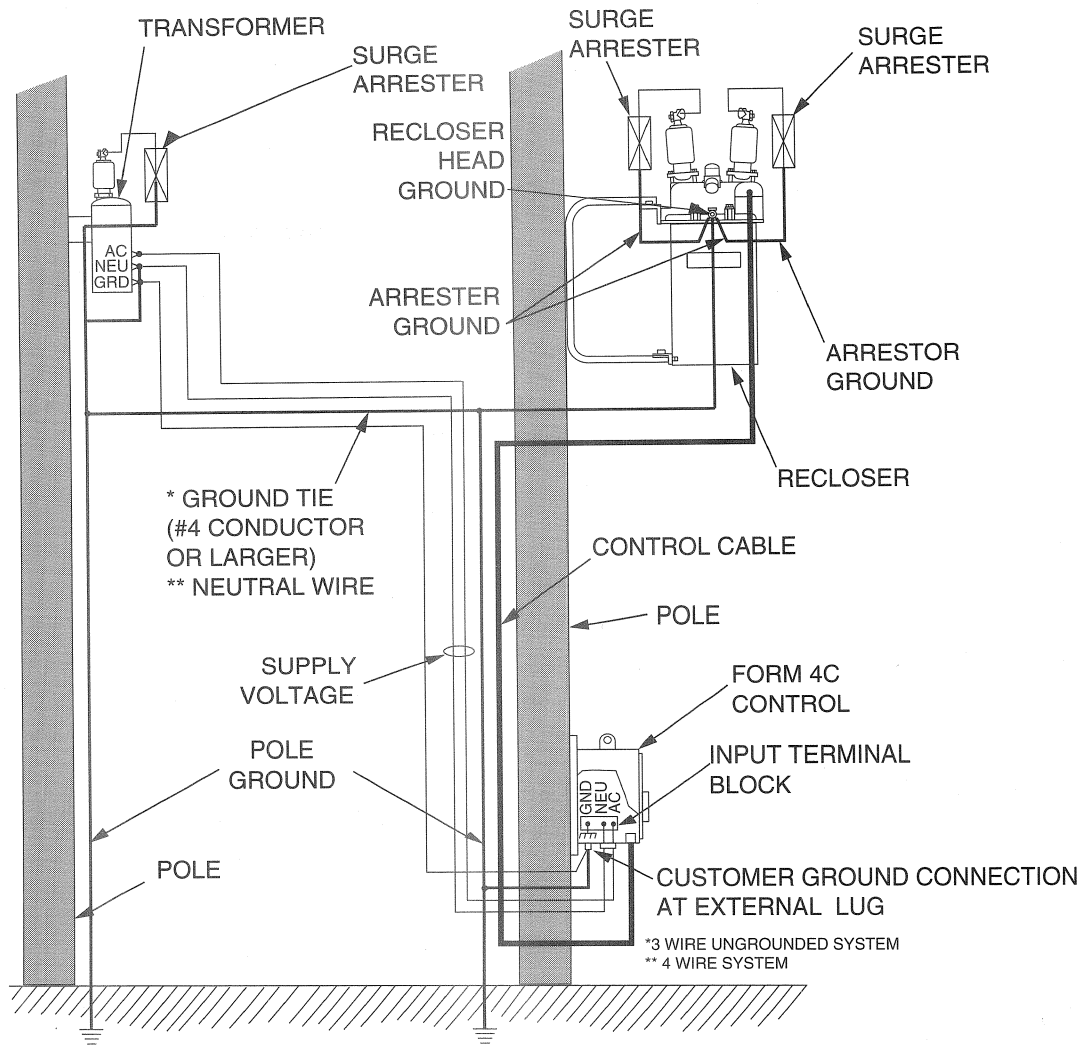 TRANSFORMER
SURGE
ARRESTER
SURGE
ARRESTER
SURGE
ARRESTER
RECLOSER
HEAD
GROUND
AC
NEU
GRD
ARRESTER
GROUND
ARRESTOR
GROUND
RECLOSER
* GROUND TIE
(#4 CONDUCTOR
OR LARGER)
** NEUTRAL WIRE
CONTROL CABLE
POLE
SUPPLY
VOLTAGE
FORM 4C
CONTROL
POLE
GROUND
INPUT TERMINAL
BLOCK
GND
NEU
AC
POLE
CUSTOMER GROUND CONNECTION
AT EXTERNAL LUG
*3 WIRE UNGROUNDED SYSTEM
** 4 WIRE SYSTEM